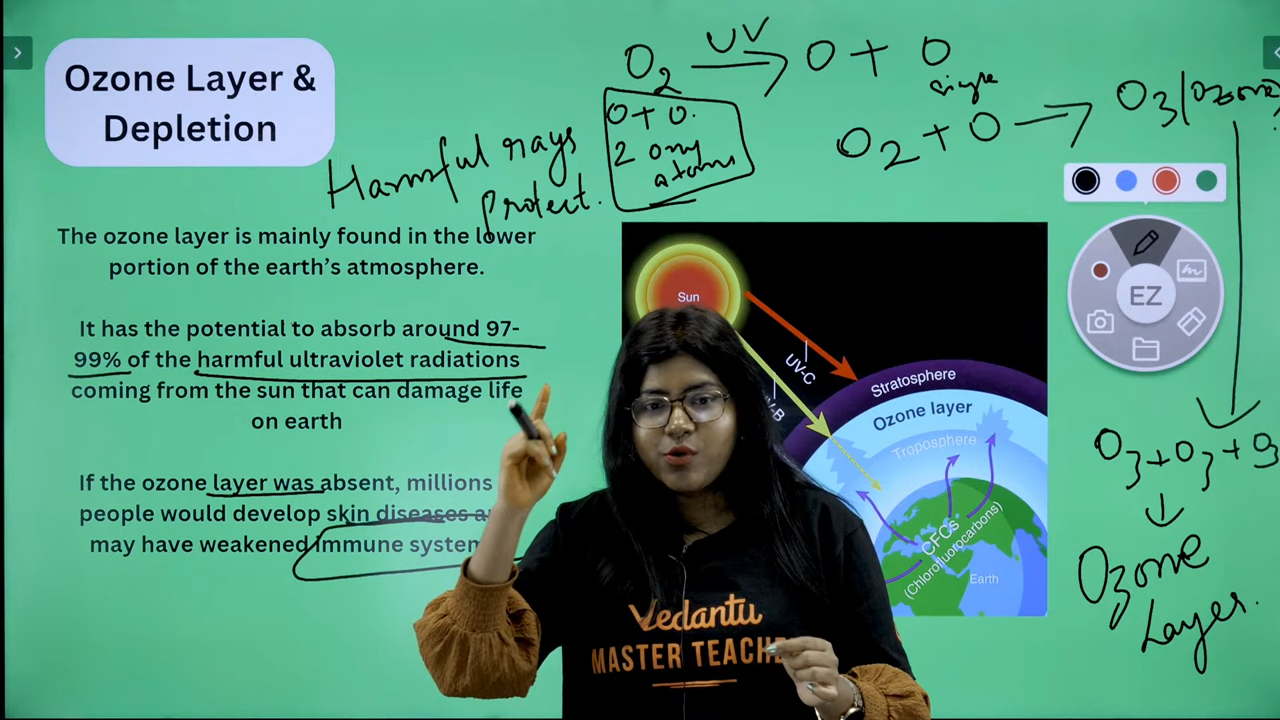 Ozone Layer &
Depletion
O2 UV → O + O
single
O + O.
2 oxy
atoms
O2 + O → O3 (Ozone
Harmful rays
protect.
The ozone layer is mainly found in the lower
portion of the earth’s atmosphere.
It has the potential to absorb around 97-
99% of the harmful ultraviolet radiations
coming from the sun that can damage life
on earth
If the ozone layer was absent, millions
people would develop skin diseases a
may have weakened immune system
Sun
UV-C
V-B
Stratosphere
Ozone layer
Troposphere
CFCs
(Chlorofluorocarbons)
Earth
EZ
O3 + O3 +
↓
Ozone
Layer.
Vedantu
MASTER TEACHE